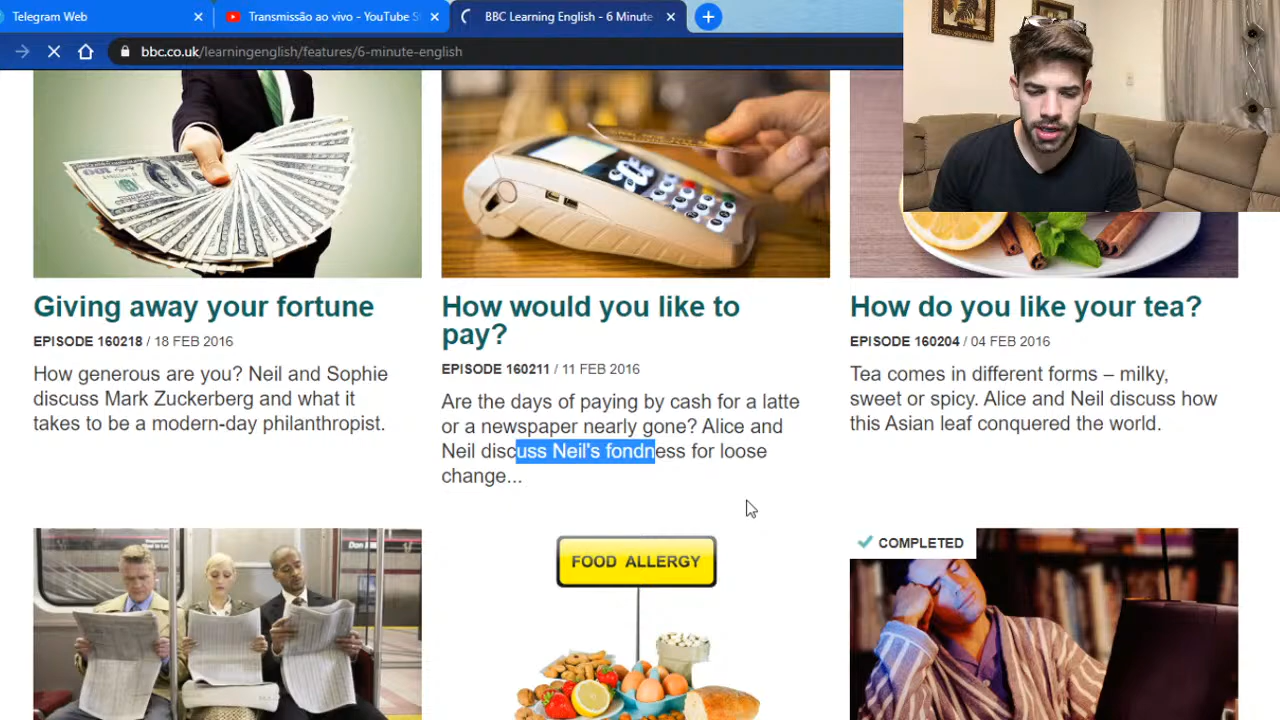 Telegram Web
Transmissão ao vivo - YouTube S
BBC Learning English - 6 Minute
bbc.co.uk/learningenglish/features/6-minute-english
Giving away your fortune
EPISODE 160218 / 18 FEB 2016
How generous are you? Neil and Sophie
discuss Mark Zuckerberg and what it
takes to be a modern-day philanthropist.
How would you like to
pay?
EPISODE 160211 / 11 FEB 2016
Are the days of paying by cash for a latte
or a newspaper nearly gone? Alice and
Neil discuss Neil's fondness for loose
change...
How do you like your tea?
EPISODE 160204 / 04 FEB 2016
Tea comes in different forms – milky,
sweet or spicy. Alice and Neil discuss how
this Asian leaf conquered the world.
FOOD ALLERGY
COMPLETED